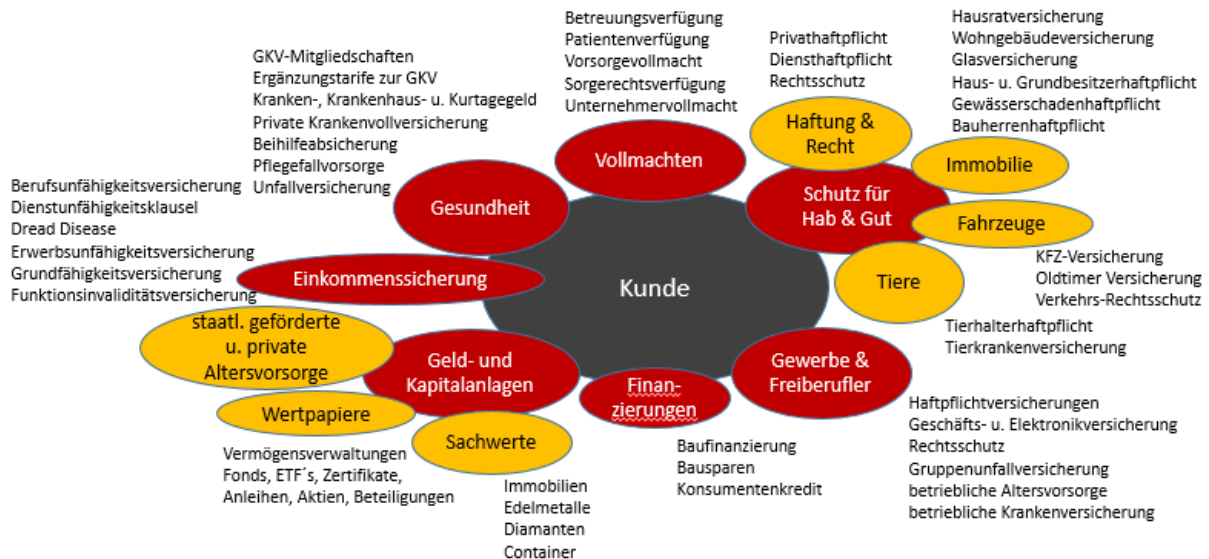 Betreuungsverfügung
Patientenverfügung
Vorsorgevollmacht
Sorgerechtsverfügung
Unternehmervollmacht
Vollmachten
GKV-Mitgliedschaften
Ergänzungstarife zur GKV
Kranken-, Krankenhaus- u. Kurtagegeld
Private Krankenvollversicherung
Beihilfeabsicherung
Pflegefallvorsorge
Unfallversicherung
Gesundheit
Privathaftpflicht
Diensthaftpflicht
Rechtsschutz
Haftung &
Recht
Hausratversicherung
Wohngebäudeversicherung
Glasversicherung
Haus- u. Grundbesitzerhaftpflicht
Gewässerschadenhaftpflicht
Bauherrenhaftpflicht
Immobilie
Schutz für
Hab & Gut
Fahrzeuge
KFZ-Versicherung
Oldtimer Versicherung
Verkehrs-Rechtsschutz
Tiere
Tierhalterhaftpflicht
Tierkrankenversicherung
Berufsunfähigkeitsversicherung
Dienstunfähigkeitsklausel
Dread Disease
Erwerbsunfähigkeitsversicherung
Grundfähigkeitsversicherung
Funktionsinvaliditätsversicherung
Einkommenssicherung
Kunde
staatl. geförderte
u. private
Altersvorsorge
Geld- und
Kapitalanlagen
Wertpapiere
Vermögensverwaltungen
Fonds, ETF´s, Zertifikate,
Anleihen, Aktien, Beteiligungen
Sachwerte
Immobilien
Edelmetalle
Diamanten
Container
Finan-
zierungen
Baufinanzierung
Bausparen
Konsumentenkredit
Gewerbe &
Freiberufler
Haftpflichtversicherungen
Geschäfts- u. Elektronikversicherung
Rechtsschutz
Gruppenunfallversicherung
betriebliche Altersvorsorge
betriebliche Krankenversicherung